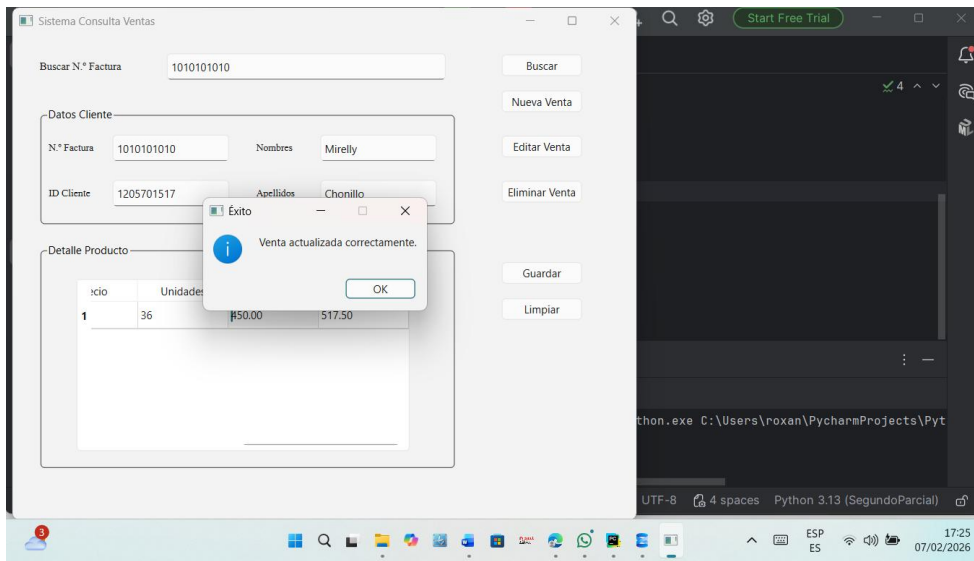 Sistema Consulta Ventas
Start Free Trial
Buscar N.º Factura
1010101010
Buscar
Nueva Venta
4
Datos Cliente
N.º Factura
1010101010
Nombres
Mirelly
Editar Venta
ID Cliente
1205701517
Apellidos
Chonillo
Eliminar Venta
Éxito
Venta actualizada correctamente.
OK
Detalle Producto
ecio
Unidades
1
36
450.00
517.50
Guardar
Limpiar
thon.exe C:\Users\roxan\PycharmProjects\Pyt
UTF-8
4 spaces
Python 3.13 (SegundoParcial)
3
ESP
ES
17:25
07/02/2026